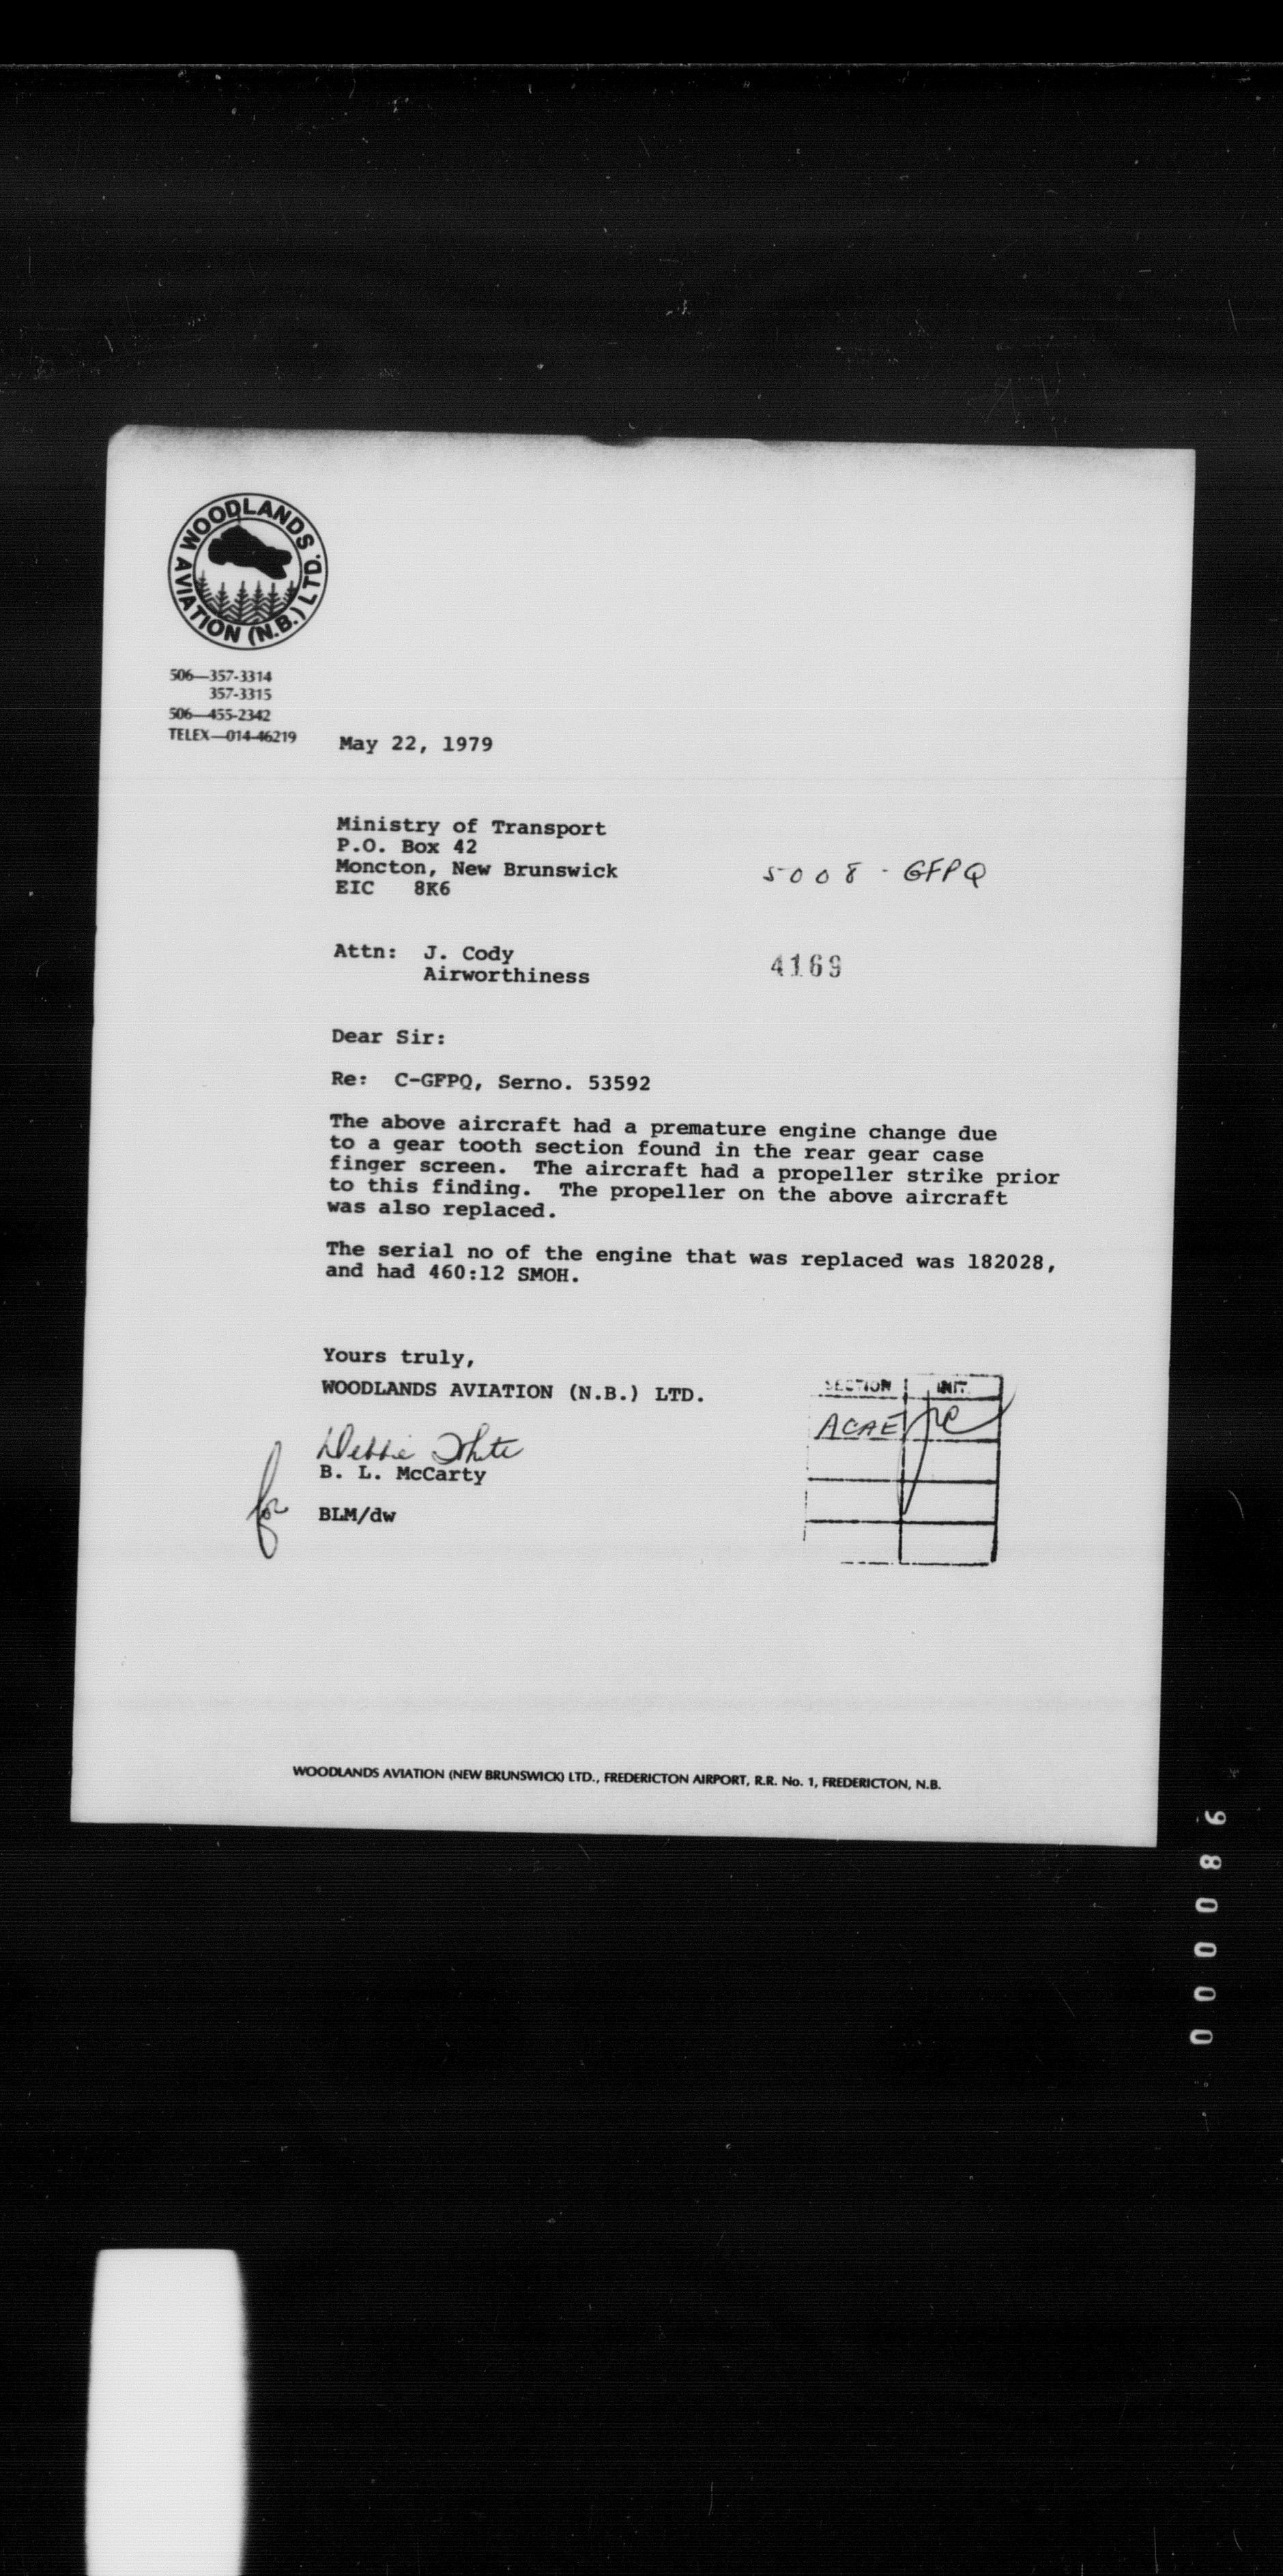 WOODLANDS AVIATION (N.B.) LTD.
506—357-3314
357-3315
506—455-2342
TELEX—014-46219
May 22, 1979
Ministry of Transport
P.O. Box 42
Moncton, New Brunswick
EIC 8K6
5008 - GFPQ
Attn: J. Cody
Airworthiness
4169
Dear Sir:
Re: C-GFPQ, Serno. 53592
The above aircraft had a premature engine change due
to a gear tooth section found in the rear gear case
finger screen. The aircraft had a propeller strike prior
to this finding. The propeller on the above aircraft
was also replaced.
The serial no of the engine that was replaced was 182028,
and had 460:12 SMOH.
Yours truly,
WOODLANDS AVIATION (N.B.) LTD.
Debbie White
B. L. McCarty
for
BLM/dw
SECTION INIT.
ACAE
WOODLANDS AVIATION (NEW BRUNSWICK) LTD., FREDERICTON AIRPORT, R.R. No. 1, FREDERICTON, N.B.
000086